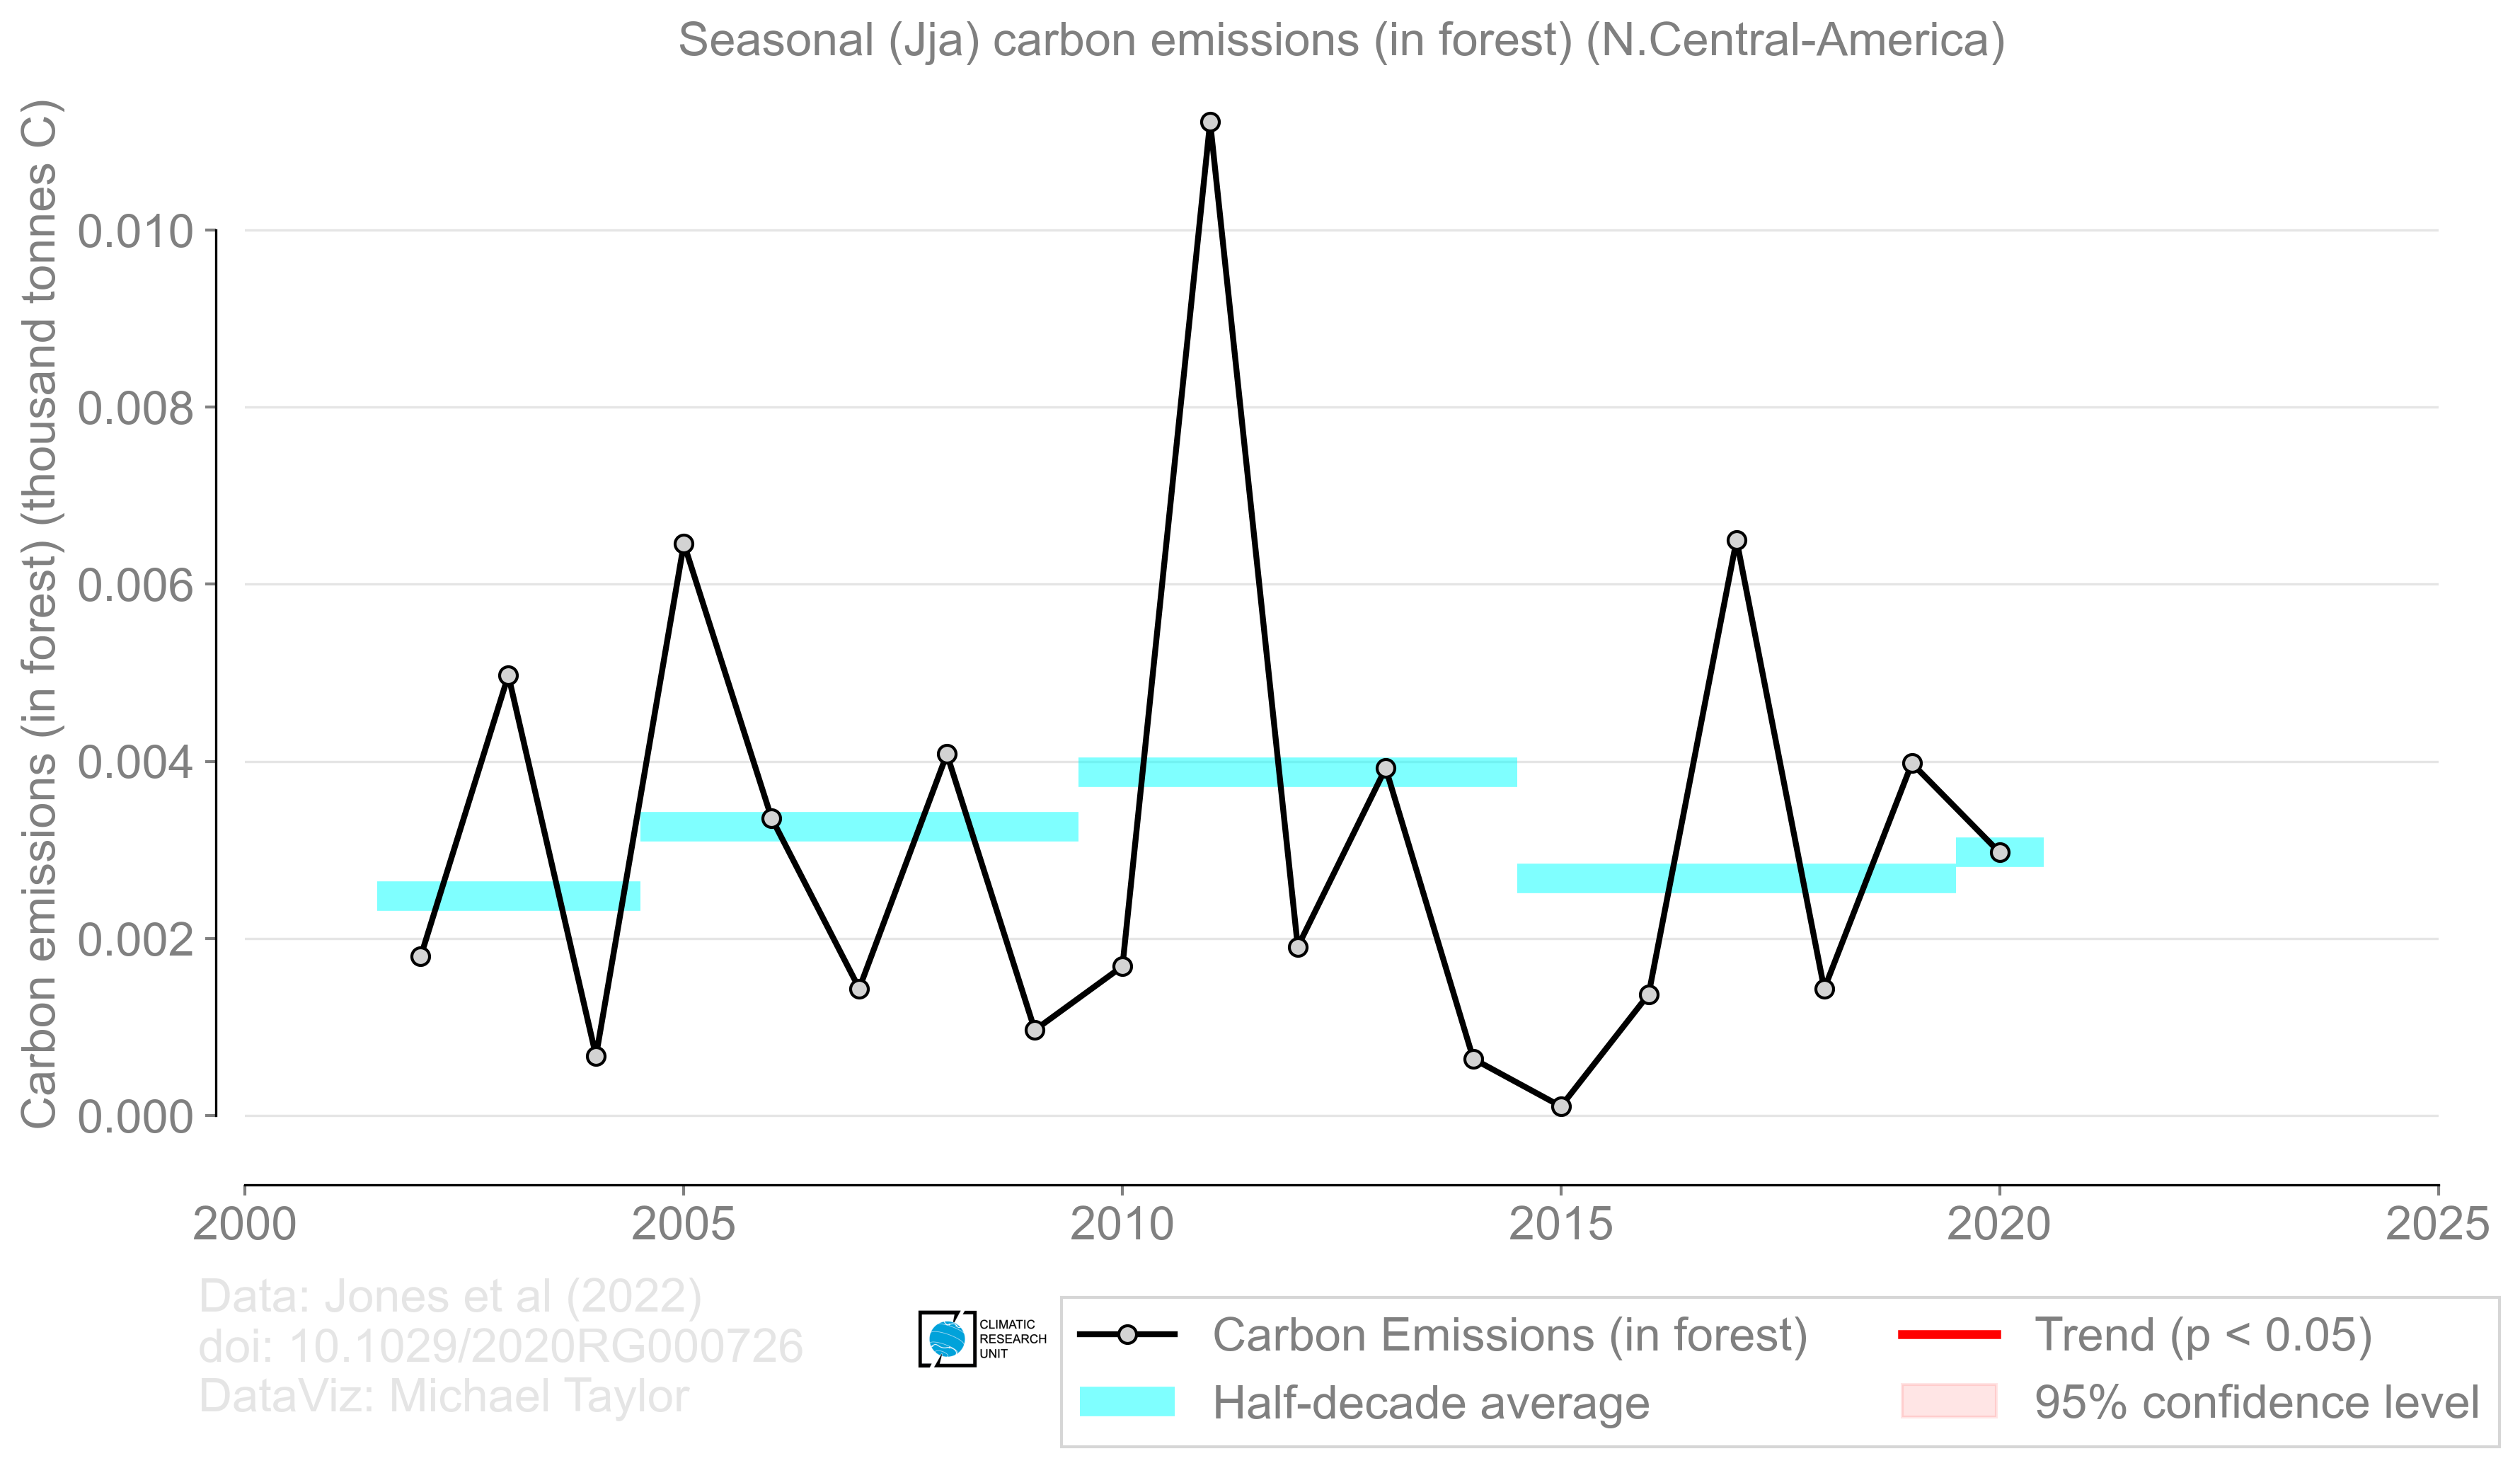 Seasonal (Jja) carbon emissions (in forest) (N.Central-America)
Carbon emissions (in forest) (thousand tonnes C)
0.010
0.008
0.006
0.004
0.002
0.000
2000 2005 2010 2015 2020 2025
Data: Jones et al (2022)
doi: 10.1029/2020RG000726
DataViz: Michael Taylor
CLIMATIC
RESEARCH
UNIT
Carbon Emissions (in forest)
Half-decade average
Trend (p < 0.05)
95% confidence level